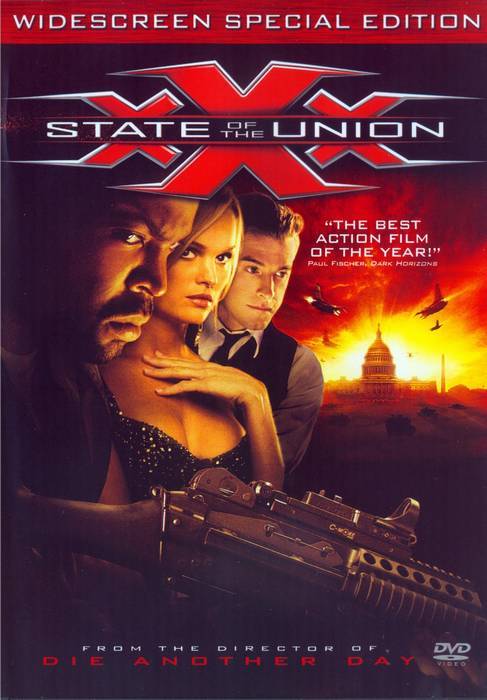 WIDESCREEN SPECIAL EDITION
XXX
STATE OF THE UNION
"THE BEST
ACTION FILM
OF THE YEAR!"
PAUL FISCHER, DARK HORIZONS
FROM THE DIRECTOR OF
DIE ANOTHER DAY
DVD
VIDEO